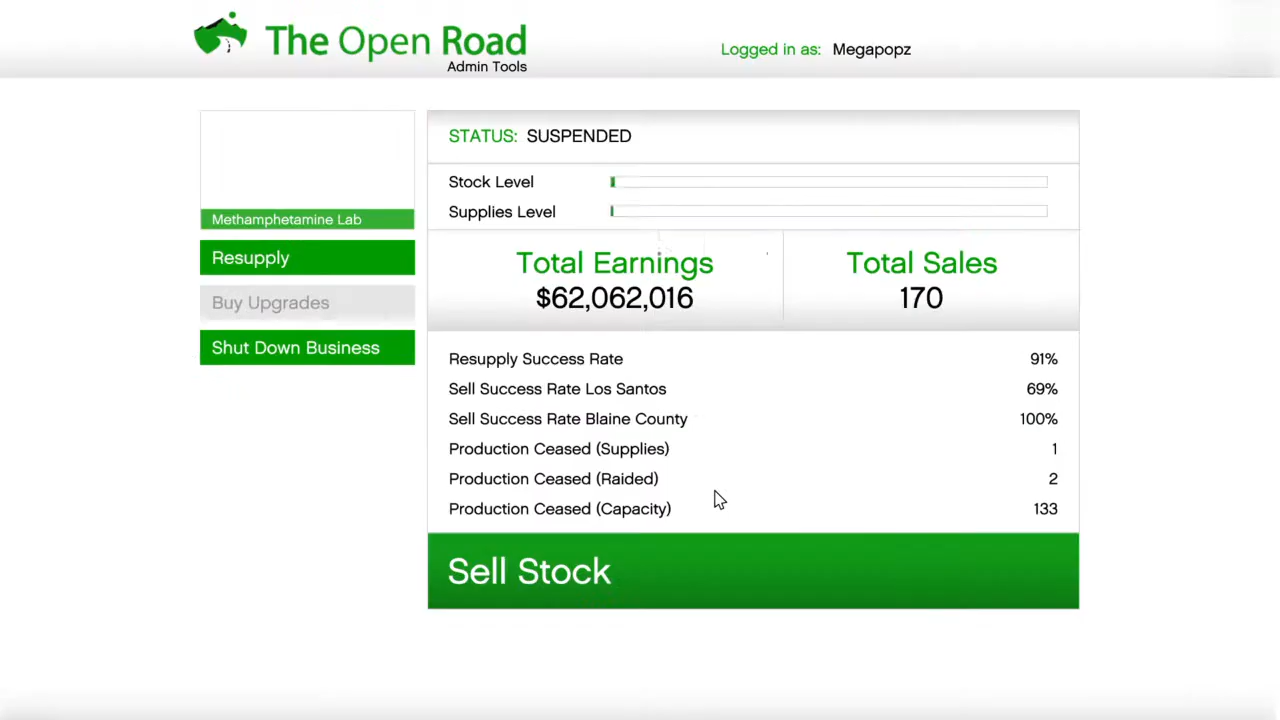 The Open Road
Admin Tools
Logged in as: Megapopz
Methamphetamine Lab
Resupply
Buy Upgrades
Shut Down Business
STATUS: SUSPENDED
Stock Level
Supplies Level
Total Earnings
$62,062,016
Total Sales
170
Resupply Success Rate 91%
Sell Success Rate Los Santos 69%
Sell Success Rate Blaine County 100%
Production Ceased (Supplies) 1
Production Ceased (Raided) 2
Production Ceased (Capacity) 133
Sell Stock